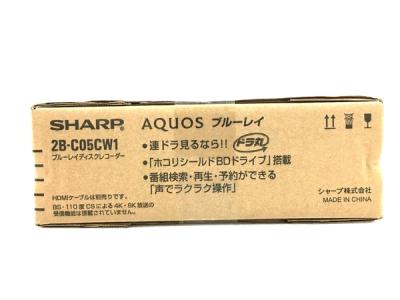 SHARP
2B-C05CW1
ブルーレイディスクレコーダー
HDMIケーブルは別売りです。
BS・110度CSによる4K・8K放送の
受信機能は搭載されていません。
AQUOS ブルーレイ
• 連ドラ見るなら!! ドラ丸
• 「ホコリシールドBDドライブ」搭載
• 番組検索・再生・予約ができる
「声でラクラク操作」
シャープ株式会社
MADE IN CHINA